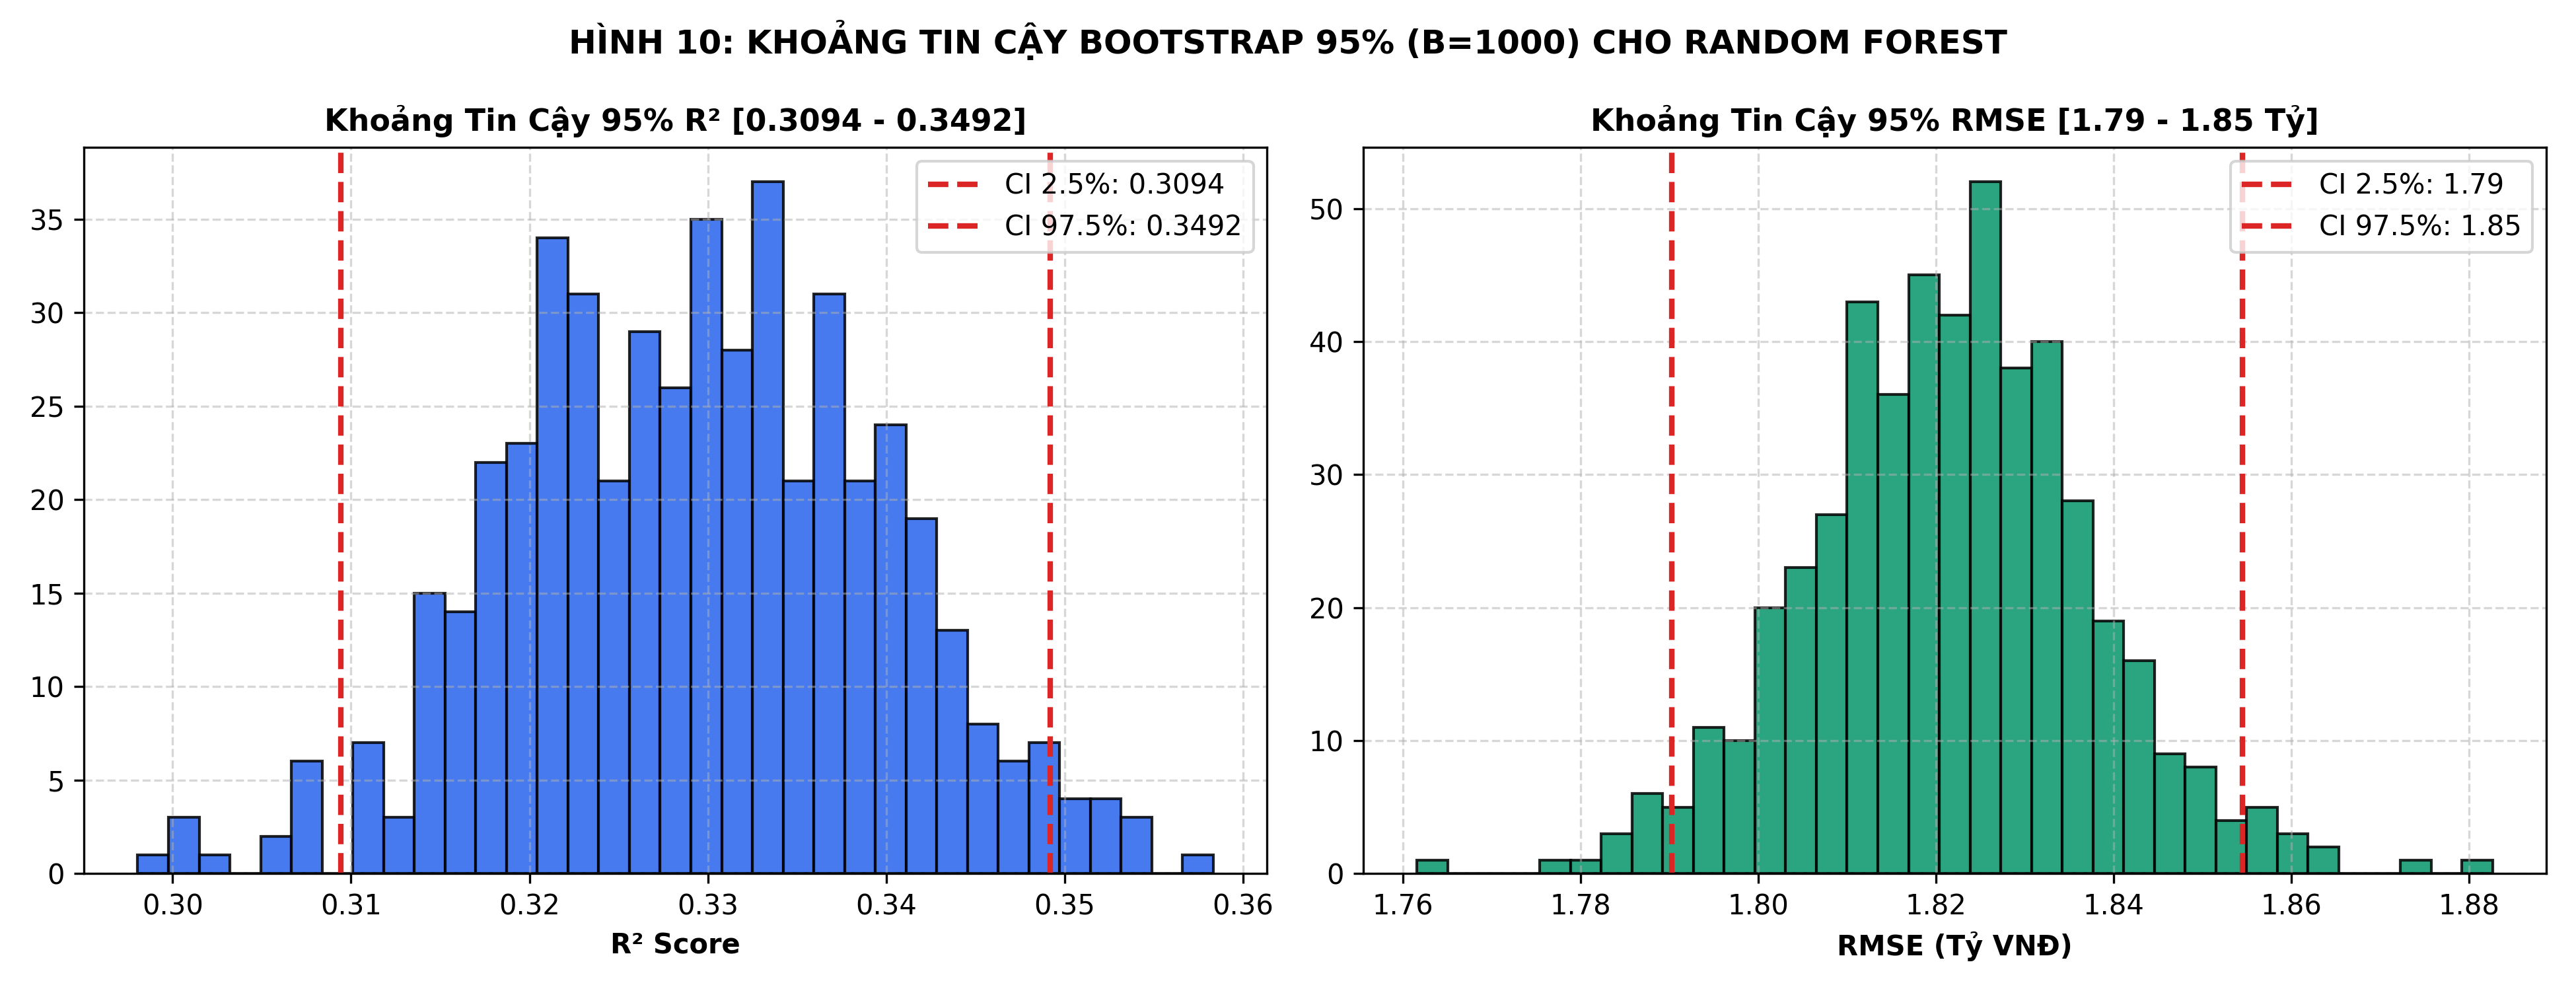 HÌNH 10: KHOẢNG TIN CẬY BOOTSTRAP 95% (B=1000) CHO RANDOM FOREST
Khoảng Tin Cậy 95% R² [0.3094 - 0.3492]
CI 2.5%: 0.3094
CI 97.5%: 0.3492
35
30
25
20
15
10
5
0
0.30 0.31 0.32 0.33 0.34 0.35 0.36
R² Score
Khoảng Tin Cậy 95% RMSE [1.79 - 1.85 Tỷ]
CI 2.5%: 1.79
CI 97.5%: 1.85
50
40
30
20
10
0
1.76 1.78 1.80 1.82 1.84 1.86 1.88
RMSE (Tỷ VNĐ)